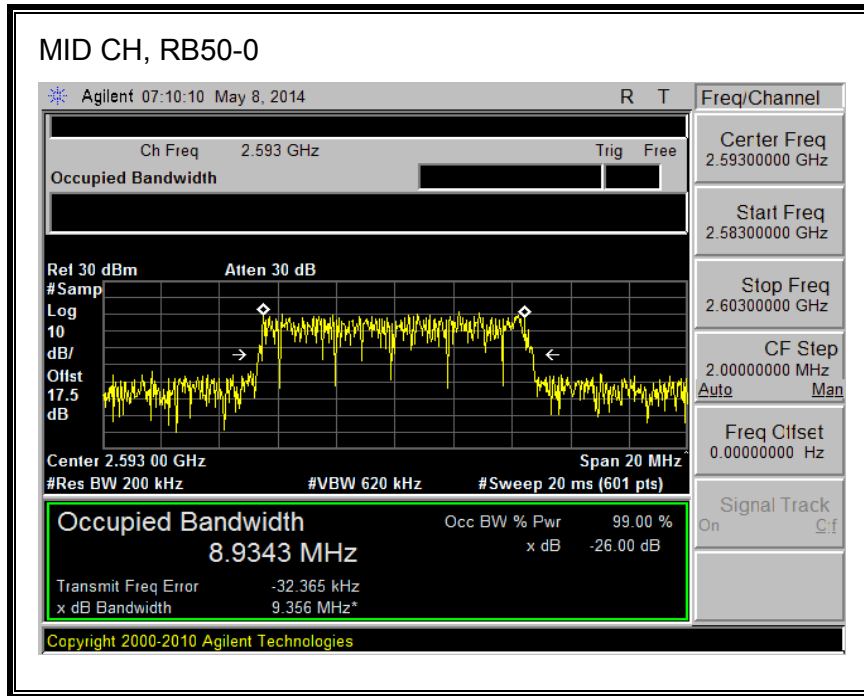 MID CH, RB50-0
Agilent 07:10:10 May 8, 2014 R T
Freq/Channel
Ch Freq 2.593 GHz Trig Free
Occupied Bandwidth
Center Freq
2.59300000 GHz
Start Freq
2.58300000 GHz
Stop Freq
2.60300000 GHz
CF Step
2.00000000 MHz
Auto Man
Freq Offset
0.00000000 Hz
Signal Track
On Off
Ref 30 dBm Atten 30 dB
#Samp
Log
10
dB/
Offst
17.5
dB
Center 2.593 00 GHz Span 20 MHz^
#Res BW 200 kHz #VBW 620 kHz #Sweep 20 ms (601 pts)
Occupied Bandwidth
8.9343 MHz
Occ BW % Pwr 99.00 %
x dB -26.00 dB
Transmit Freq Error -32.365 kHz
x dB Bandwidth 9.356 MHz*
Copyright 2000-2010 Agilent Technologies